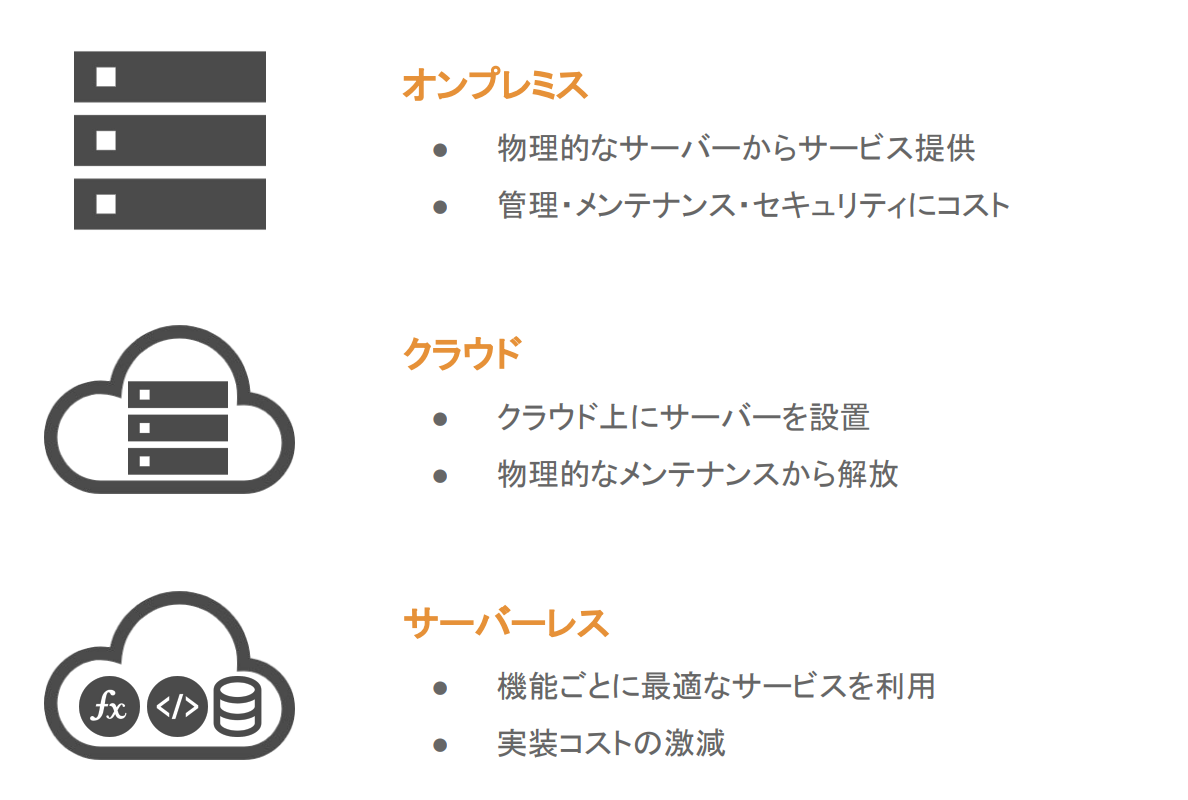 オンプレミス
● 物理的なサーバーからサービス提供
● 管理・メンテナンス・セキュリティにコスト
クラウド
● クラウド上にサーバーを設置
● 物理的なメンテナンスから解放
サーバーレス
● 機能ごとに最適なサービスを利用
● 実装コストの激減
fx </>